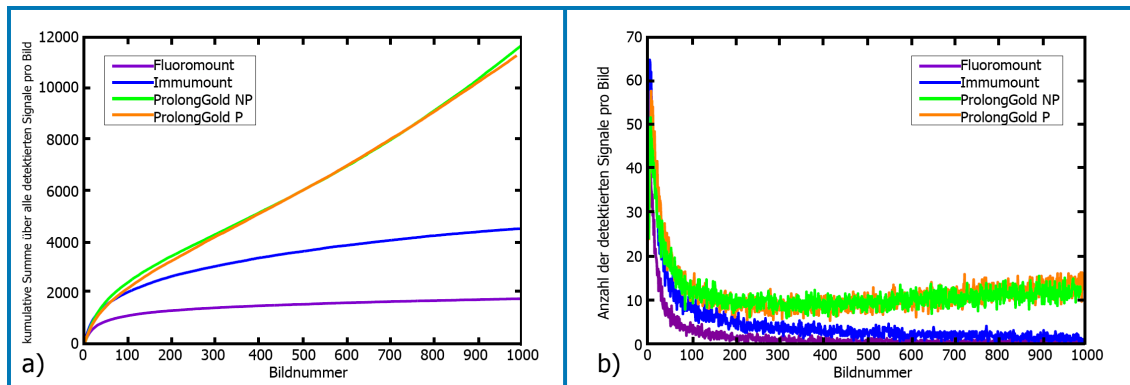 kumulative Summe über alle detektierten Signale pro Bild
12000
10000
8000
6000
4000
2000
0
Fluoromount
Immumount
ProlongGold NP
ProlongGold P
0 100 200 300 400 500 600 700 800 900 1000
Bildnummer
a)
Anzahl der detektierten Signale pro Bild
70
60
50
40
30
20
10
0
Fluoromount
Immumount
ProlongGold NP
ProlongGold P
0 100 200 300 400 500 600 700 800 900 1000
Bildnummer
b)